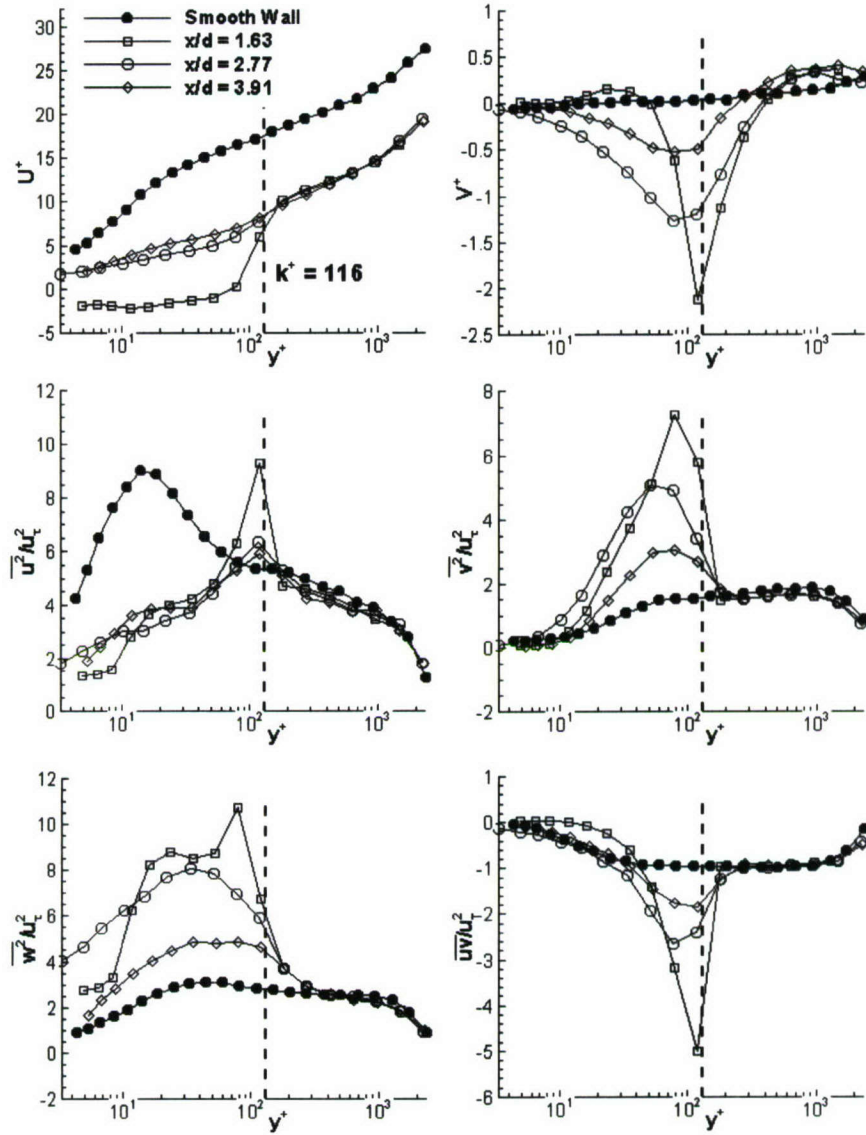 Smooth Wall
x/d = 1.63
x/d = 2.77
x/d = 3.91
U⁺
30
25
20
15
10
5
0
-5
k⁺ = 116
10¹ 10² 10³
y⁺
V⁺
1
0.5
0
-0.5
-1
-1.5
-2
-2.5
10¹ 10² 10³
y⁺
u²/u²τ
12
10
8
6
4
2
0
10¹ 10² 10³
y⁺
v²/u²τ
8
6
4
2
0
-2
10¹ 10² 10³
y⁺
w²/u²τ
12
10
8
6
4
2
0
-2
10¹ 10² 10³
y⁺
uv/u²τ
1
0
-1
-2
-3
-4
-5
-6
10¹ 10² 10³
y⁺